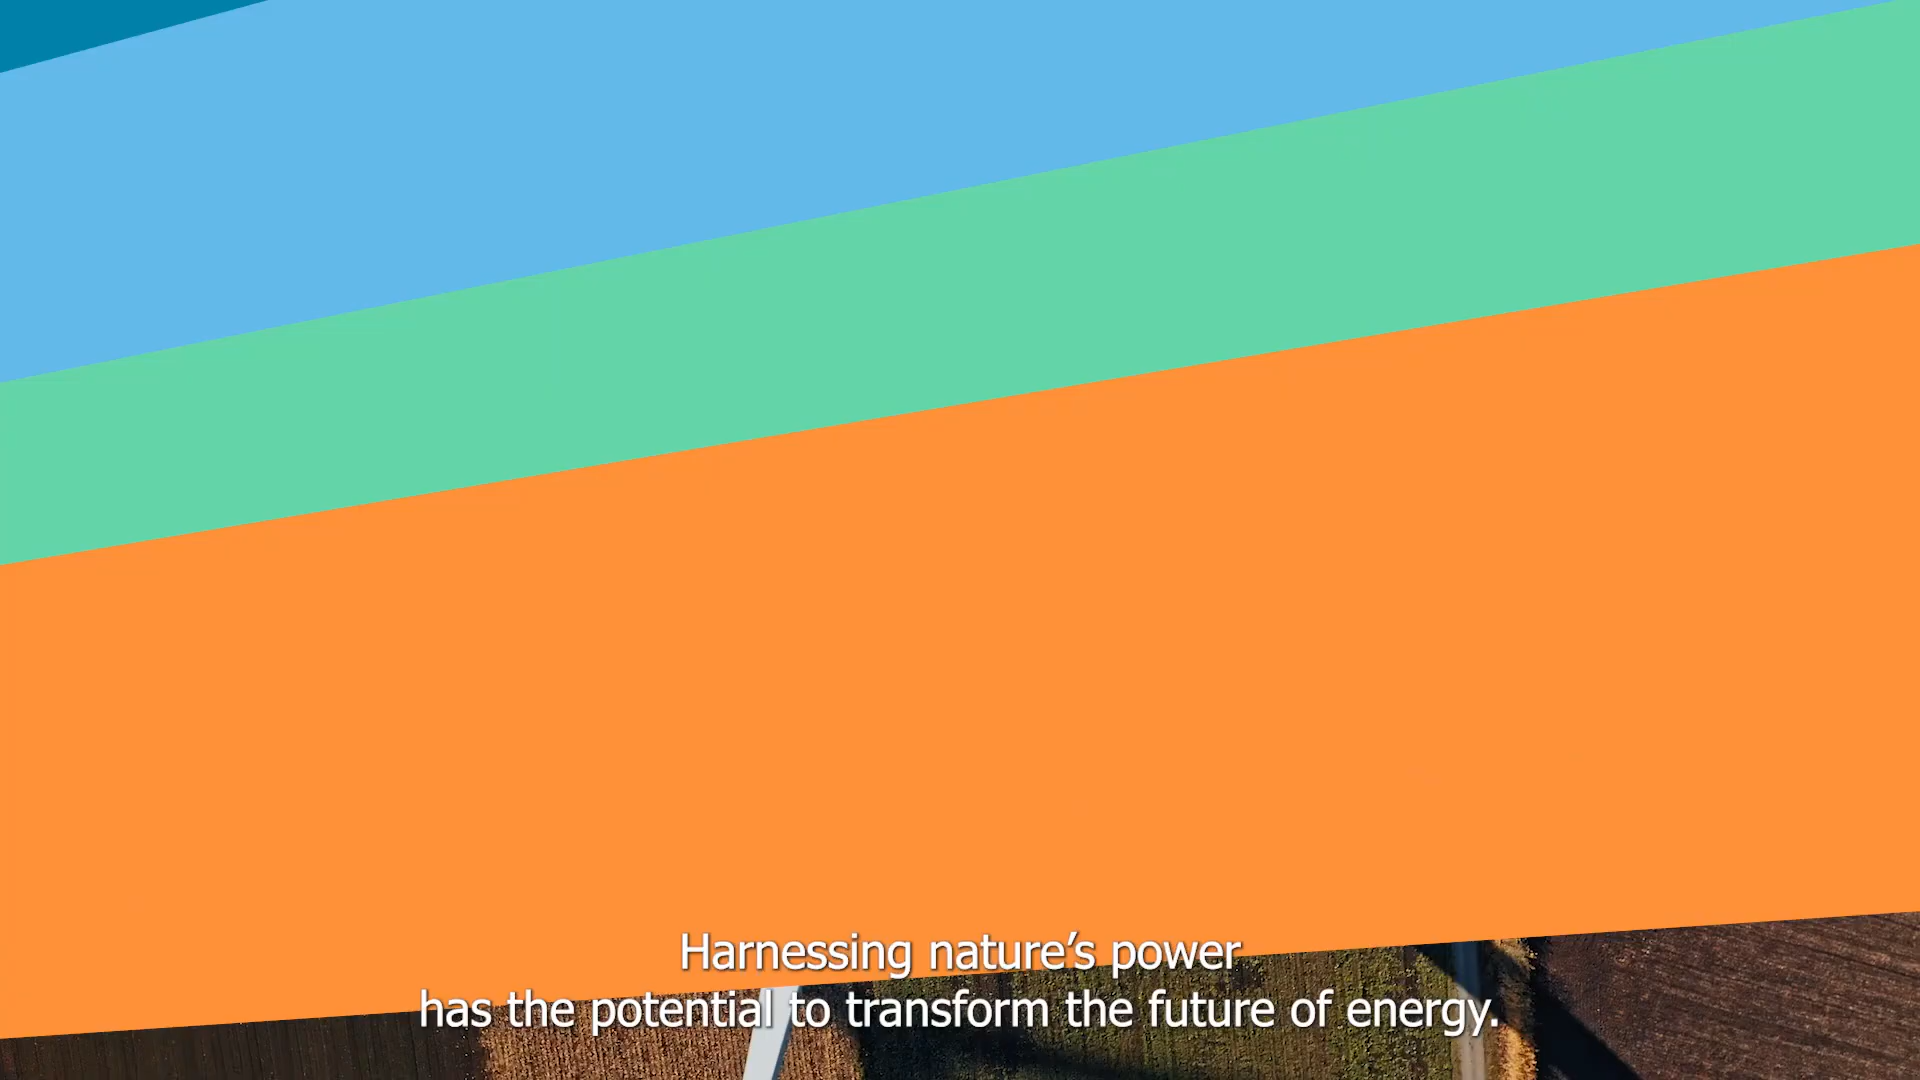 Harnessing nature’s power
has the potential to transform the future of energy.